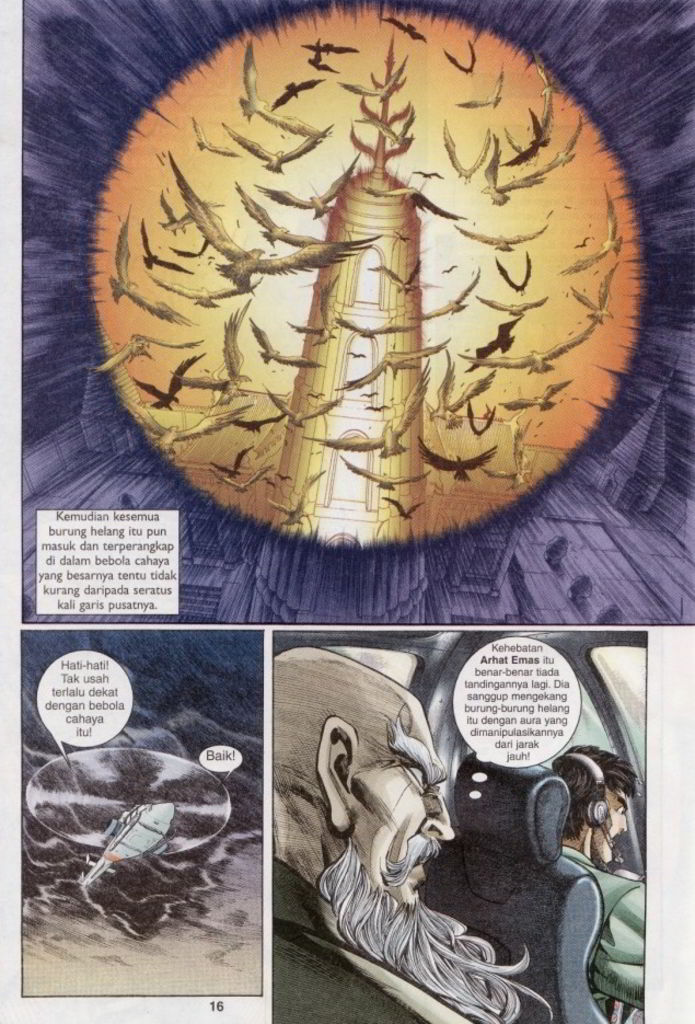 Kemudian kesemua
burung helang itu pun
masuk dan terperangkap
di dalam bebola cahaya
yang besarnya tentu tidak
kurang daripada seratus
kali garis pusatnya.
Hati-hati!
Tak usah
terlalu dekat
dengan bebola
cahaya
itu!
Baik!
Kehebatan
Arhat Emas itu
benar-benar tiada
tandingannya lagi. Dia
sanggup mengekang
burung-burung helang
itu dengan aura yang
dimanipulasikannya
dari jarak
jauh!
16